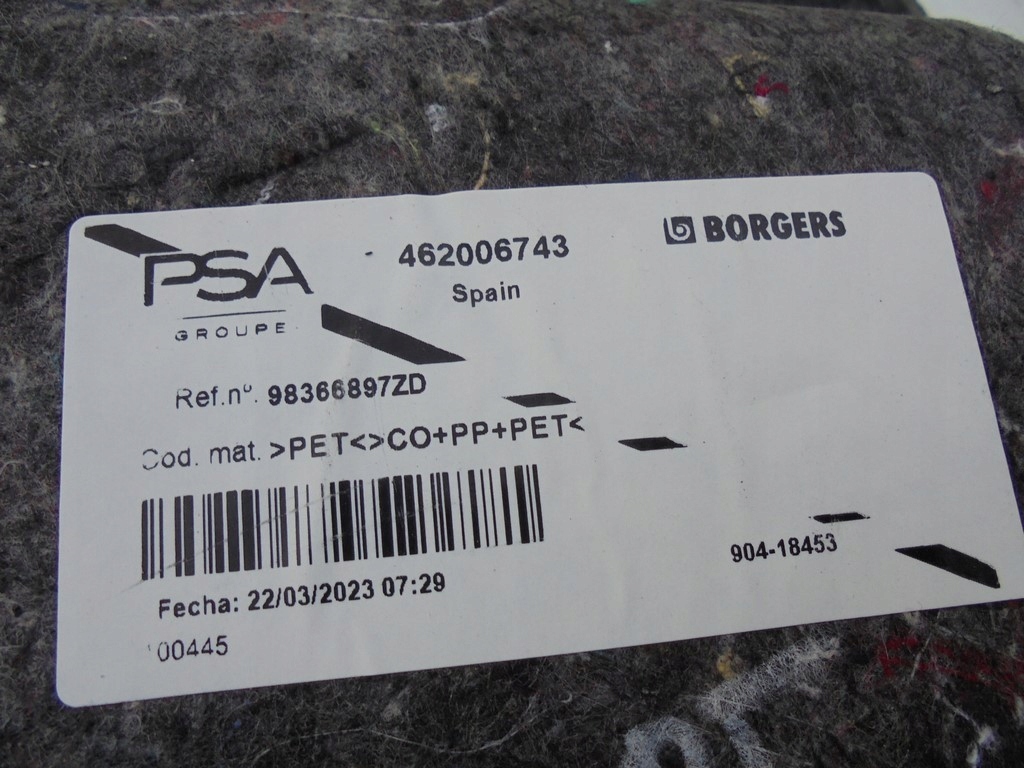 PSA
GROUPE
462006743
Spain
BORGERS
Ref.nº. 98366897ZD
Cod. mat. >PET<>CO+PP+PET<
904-18453
Fecha: 22/03/2023 07:29
00445